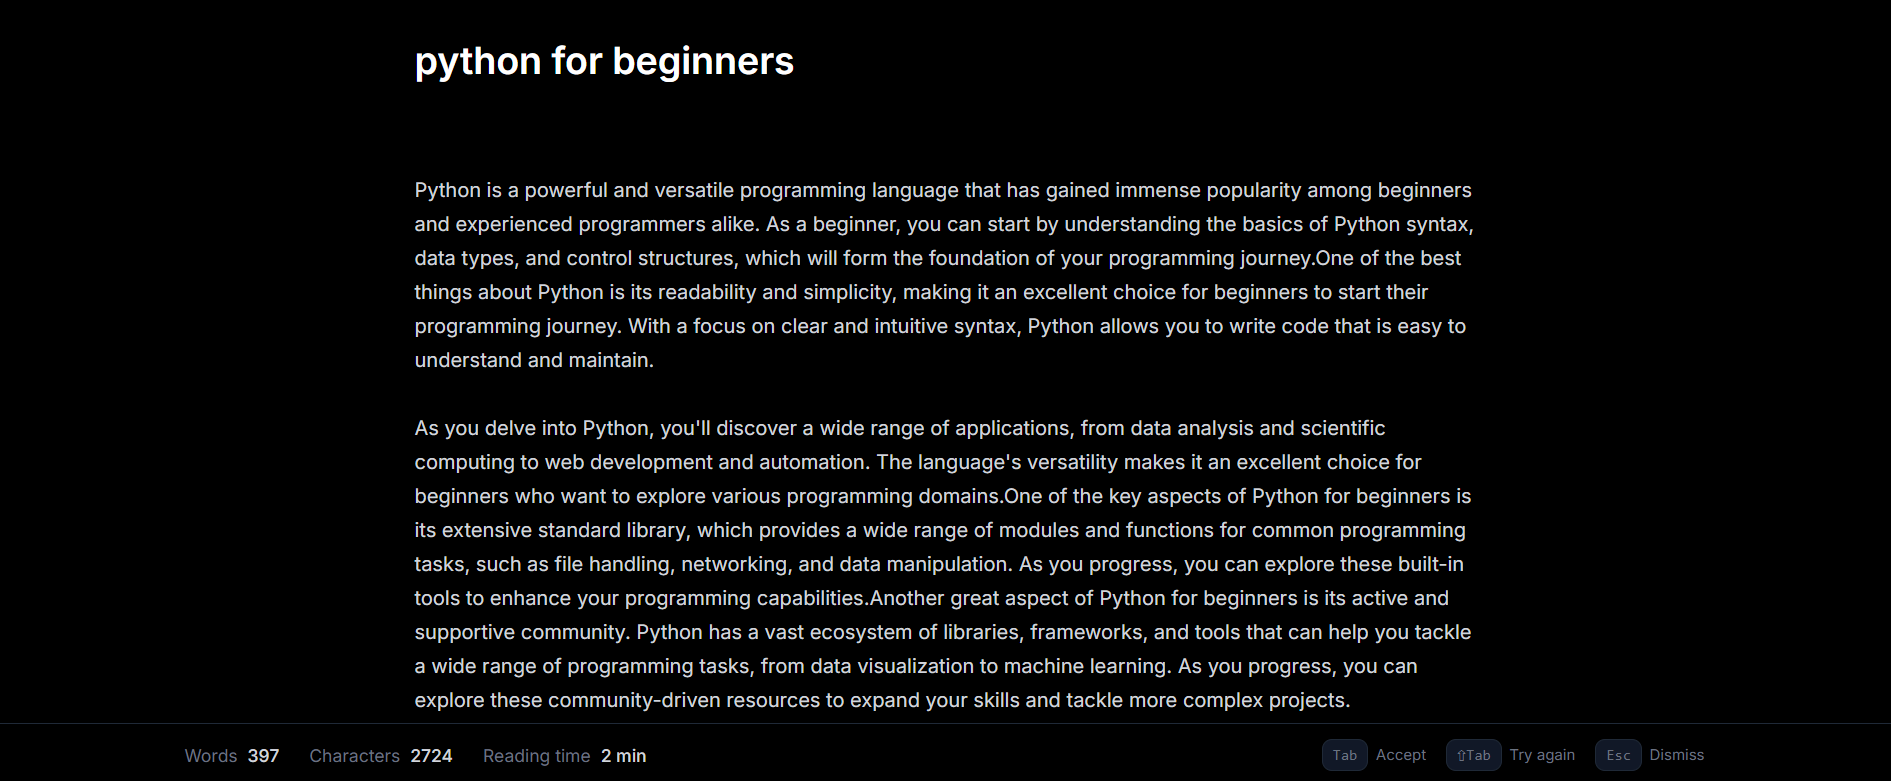 python for beginners
Python is a powerful and versatile programming language that has gained immense popularity among beginners
and experienced programmers alike. As a beginner, you can start by understanding the basics of Python syntax,
data types, and control structures, which will form the foundation of your programming journey.One of the best
things about Python is its readability and simplicity, making it an excellent choice for beginners to start their
programming journey. With a focus on clear and intuitive syntax, Python allows you to write code that is easy to
understand and maintain.
As you delve into Python, you'll discover a wide range of applications, from data analysis and scientific
computing to web development and automation. The language's versatility makes it an excellent choice for
beginners who want to explore various programming domains.One of the key aspects of Python for beginners is
its extensive standard library, which provides a wide range of modules and functions for common programming
tasks, such as file handling, networking, and data manipulation. As you progress, you can explore these built-in
tools to enhance your programming capabilities.Another great aspect of Python for beginners is its active and
supportive community. Python has a vast ecosystem of libraries, frameworks, and tools that can help you tackle
a wide range of programming tasks, from data visualization to machine learning. As you progress, you can
explore these community-driven resources to expand your skills and tackle more complex projects.
Words 397 Characters 2724 Reading time 2 min Tab Accept ⇧Tab Try again Esc Dismiss